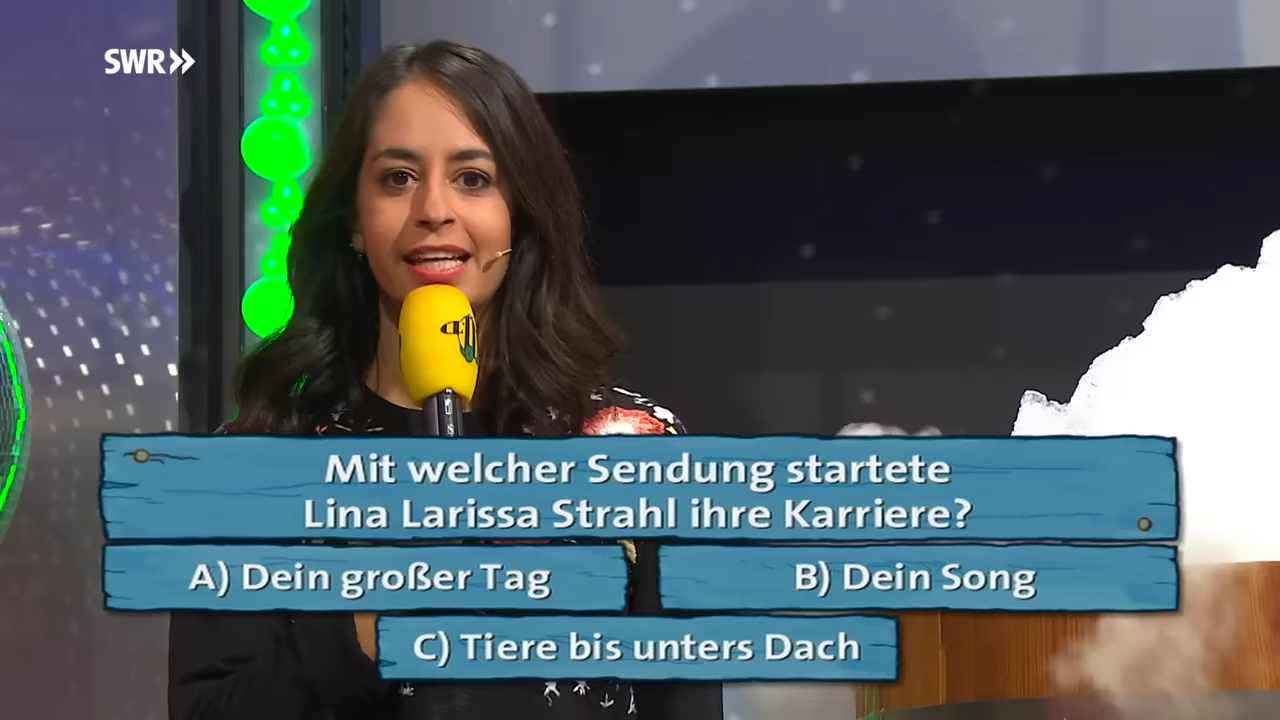 SWR
Mit welcher Sendung startete
Lina Larissa Strahl ihre Karriere?
A) Dein großer Tag
B) Dein Song
C) Tiere bis unters Dach